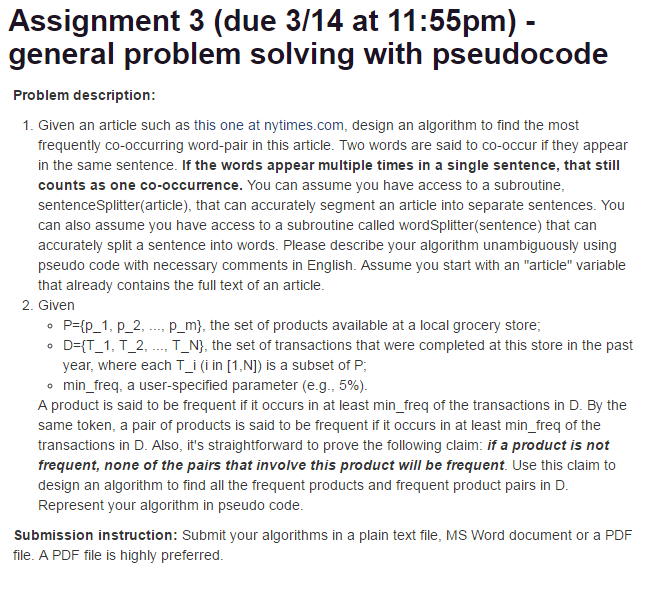 Assignment 3 (due 3/14 at 11:55pm) -
general problem solving with pseudocode
Problem description:
1. Given an article such as this one at nytimes.com, design an algorithm to find the most
frequently co-occurring word-pair in this article. Two words are said to co-occur if they appear
in the same sentence. If the words appear multiple times in a single sentence, that still
counts as one co-occurrence. You can assume you have access to a subroutine,
sentenceSplitter(article), that can accurately segment an article into separate sentences. You
can also assume you have access to a subroutine called wordSplitter(sentence) that can
accurately split a sentence into words. Please describe your algorithm unambiguously using
pseudo code with necessary comments in English. Assume you start with an "article" variable
that already contains the full text of an article.
2. Given
◦ P={p_1, p_2, ..., p_m}, the set of products available at a local grocery store;
◦ D={T_1, T_2, ..., T_N}, the set of transactions that were completed at this store in the past
year, where each T_i (i in [1,N]) is a subset of P;
◦ min_freq, a user-specified parameter (e.g., 5%).
A product is said to be frequent if it occurs in at least min_freq of the transactions in D. By the
same token, a pair of products is said to be frequent if it occurs in at least min_freq of the
transactions in D. Also, it's straightforward to prove the following claim: if a product is not
frequent, none of the pairs that involve this product will be frequent. Use this claim to
design an algorithm to find all the frequent products and frequent product pairs in D.
Represent your algorithm in pseudo code.
Submission instruction: Submit your algorithms in a plain text file, MS Word document or a PDF
file. A PDF file is highly preferred.